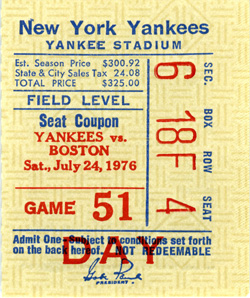 New York Yankees
YANKEE STADIUM
Est. Season Price $300.92
State & City Sales Tax 24.08
TOTAL PRICE $325.00
FIELD LEVEL
Seat Coupon
YANKEES vs.
BOSTON
Sat., July 24, 1976
GAME 51
SEC. BOX ROW SEAT
6 18F 4
Admit One—Subject to conditions set forth
on the back hereof. NOT REDEEMABLE
DAY
PRESIDENT